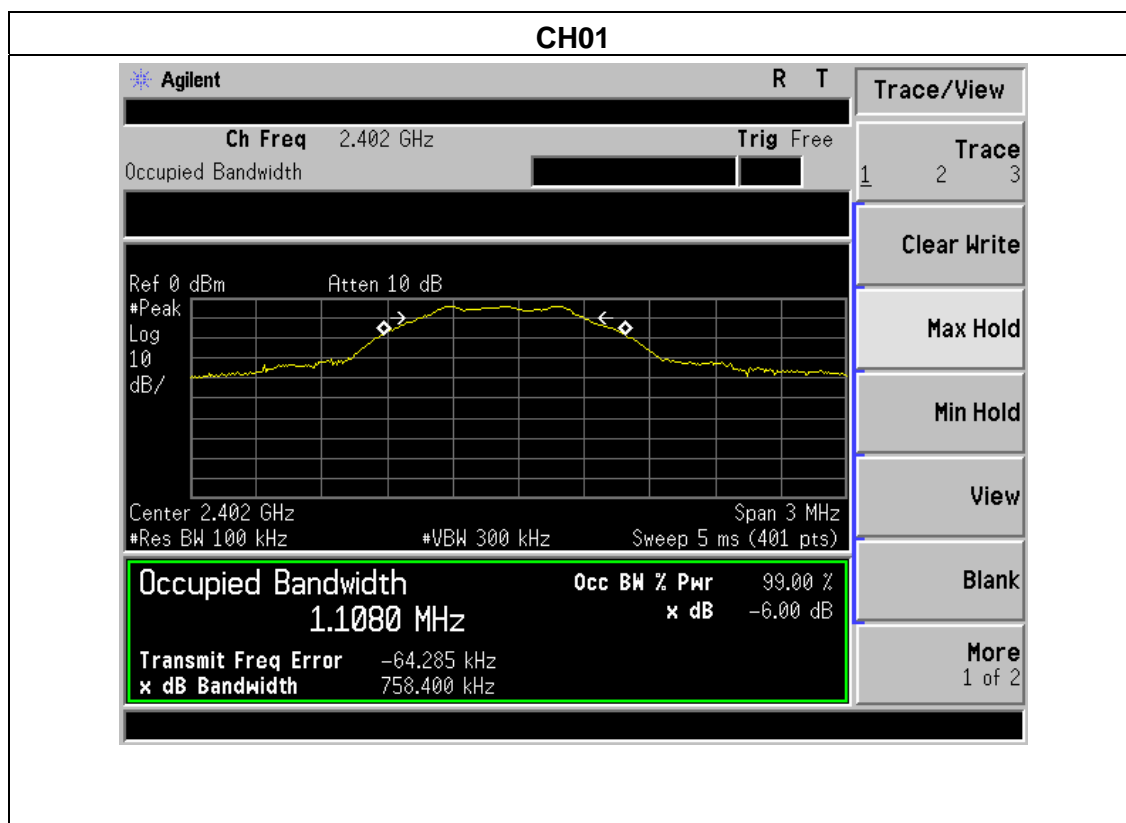 CH01
Agilent R T
Trace/View
Ch Freq 2.402 GHz Trig Free
Occupied Bandwidth
Trace
1 2 3
Clear Write
Ref 0 dBm Atten 10 dB
#Peak
Log
10
dB/
Max Hold
Min Hold
View
Center 2.402 GHz Span 3 MHz
#Res BW 100 kHz #VBW 300 kHz Sweep 5 ms (401 pts)
Occupied Bandwidth Occ BW % Pwr 99.00 %
1.1080 MHz x dB -6.00 dB
Blank
Transmit Freq Error -64.285 kHz
x dB Bandwidth 758.400 kHz
More
1 of 2